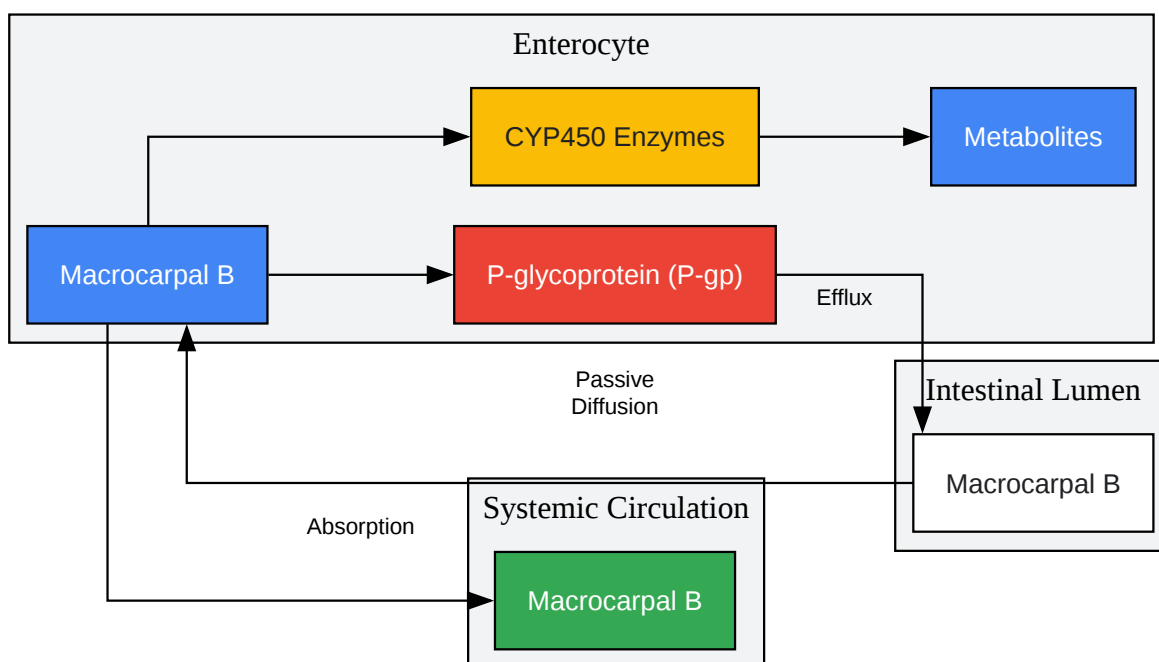 Enterocyte
CYP450 Enzymes
Metabolites
Macrocarpal B
P-glycoprotein (P-gp)
Efflux
Passive
Diffusion
Intestinal Lumen
Macrocarpal B
Systemic Circulation
Absorption
Macrocarpal B